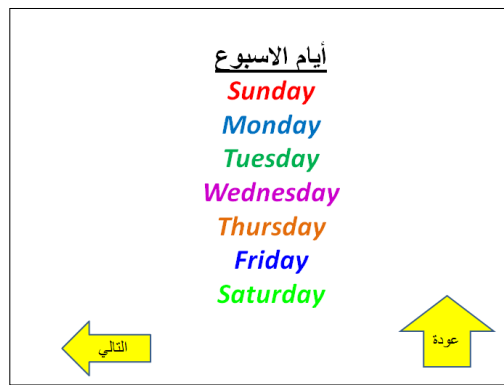 أيام الاسبوع
Sunday
Monday
Tuesday
Wednesday
Thursday
Friday
Saturday
عودة
التالي